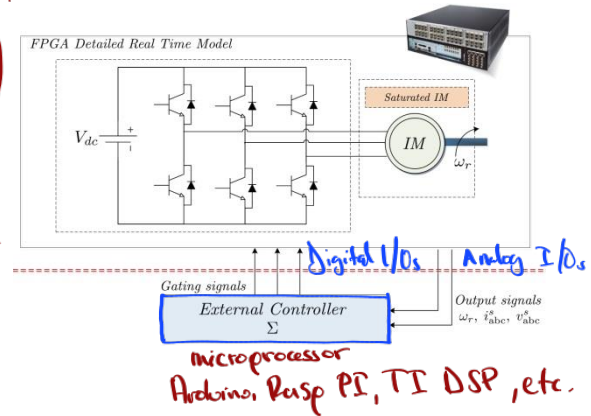 FPGA Detailed Real Time Model
Saturated IM
V_dc
+
-
IM
ω_r
Digital I/Os
Analog I/Os
Gating signals
External Controller
Σ
Output signals
ω_r, i^s_abc, v^s_abc
microprocessor
Arduino, Rasp PI, TI DSP, etc.